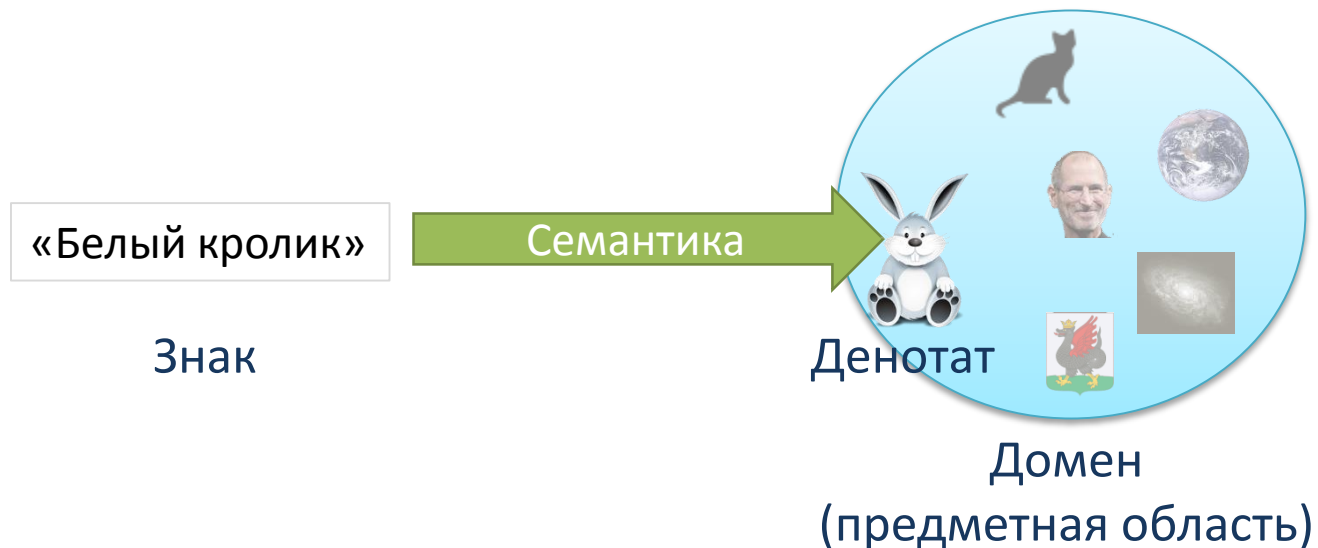 «Белый кролик»
Семантика
Знак
Денотат
Домен
(предметная область)